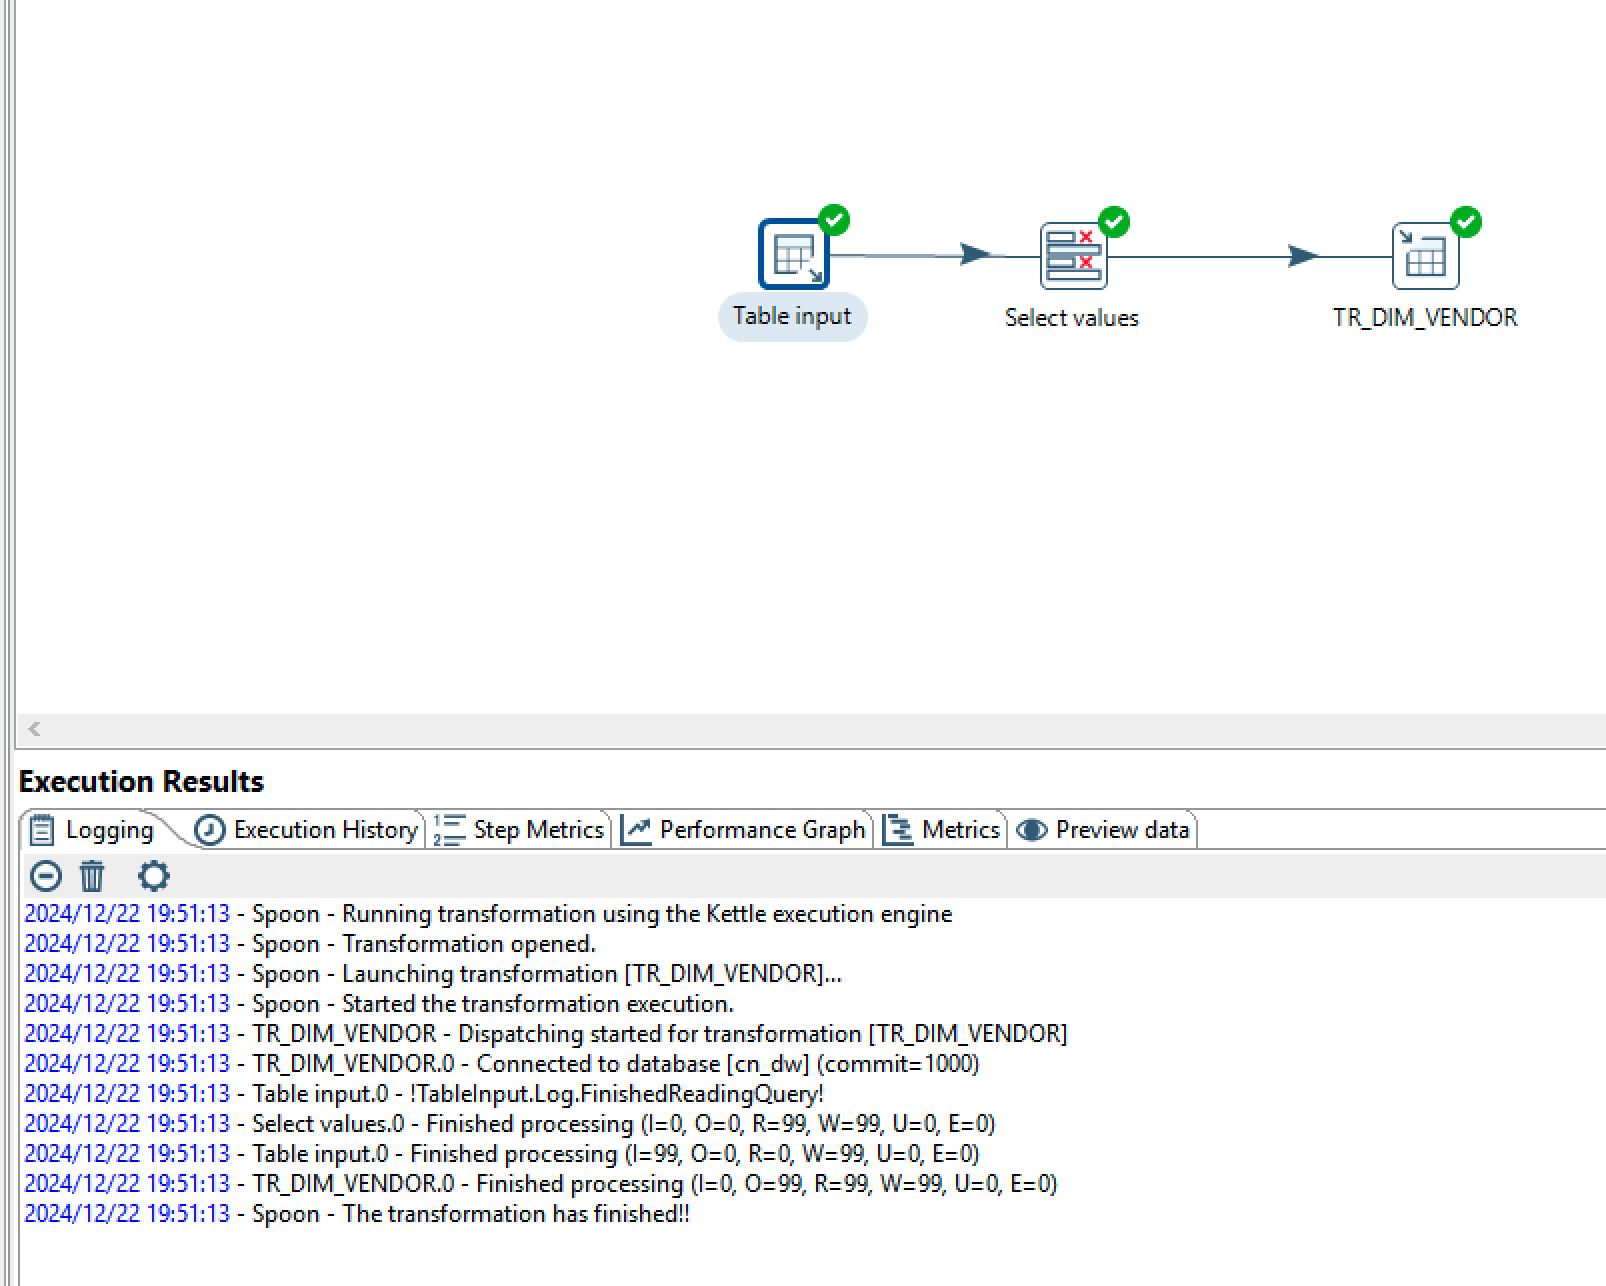 Table input
Select values
TR_DIM_VENDOR
Execution Results
Logging
Execution History
Step Metrics
Performance Graph
Metrics
Preview data
2024/12/22 19:51:13 - Spoon - Running transformation using the Kettle execution engine
2024/12/22 19:51:13 - Spoon - Transformation opened.
2024/12/22 19:51:13 - Spoon - Launching transformation [TR_DIM_VENDOR]...
2024/12/22 19:51:13 - Spoon - Started the transformation execution.
2024/12/22 19:51:13 - TR_DIM_VENDOR - Dispatching started for transformation [TR_DIM_VENDOR]
2024/12/22 19:51:13 - TR_DIM_VENDOR.0 - Connected to database [cn_dw] (commit=1000)
2024/12/22 19:51:13 - Table input.0 - !TableInput.Log.FinishedReadingQuery!
2024/12/22 19:51:13 - Select values.0 - Finished processing (I=0, O=0, R=99, W=99, U=0, E=0)
2024/12/22 19:51:13 - Table input.0 - Finished processing (I=99, O=0, R=0, W=99, U=0, E=0)
2024/12/22 19:51:13 - TR_DIM_VENDOR.0 - Finished processing (I=0, O=99, R=99, W=99, U=0, E=0)
2024/12/22 19:51:13 - Spoon - The transformation has finished!!